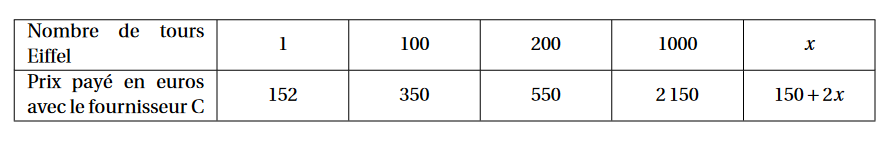 Nombre de tours
Eiffel
1 100 200 1000 x
Prix payé en euros
avec le fournisseur C
152 350 550 2 150 150 + 2x